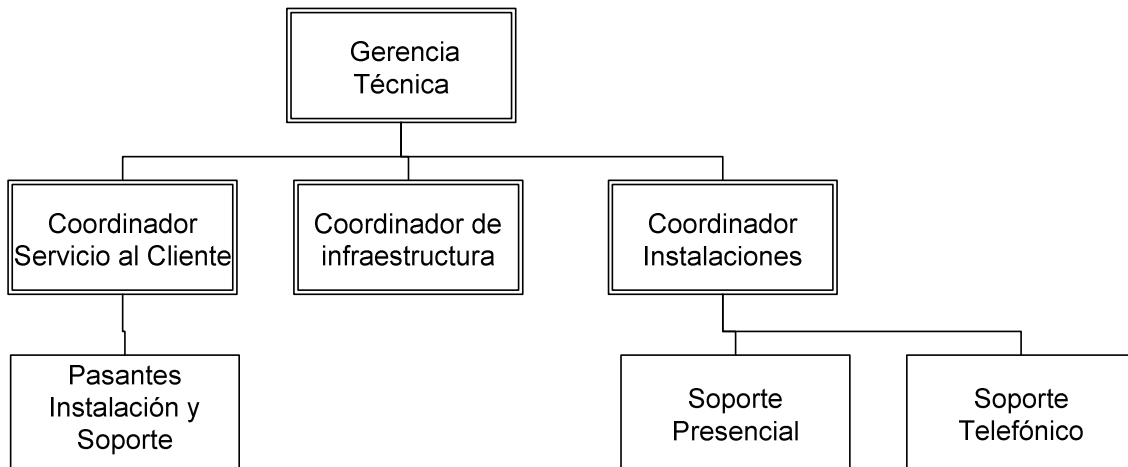 Gerencia
Técnica
Coordinador
Servicio al Cliente
Coordinador de
infraestructura
Coordinador
Instalaciones
Pasantes
Instalación y
Soporte
Soporte
Presencial
Soporte
Telefónico